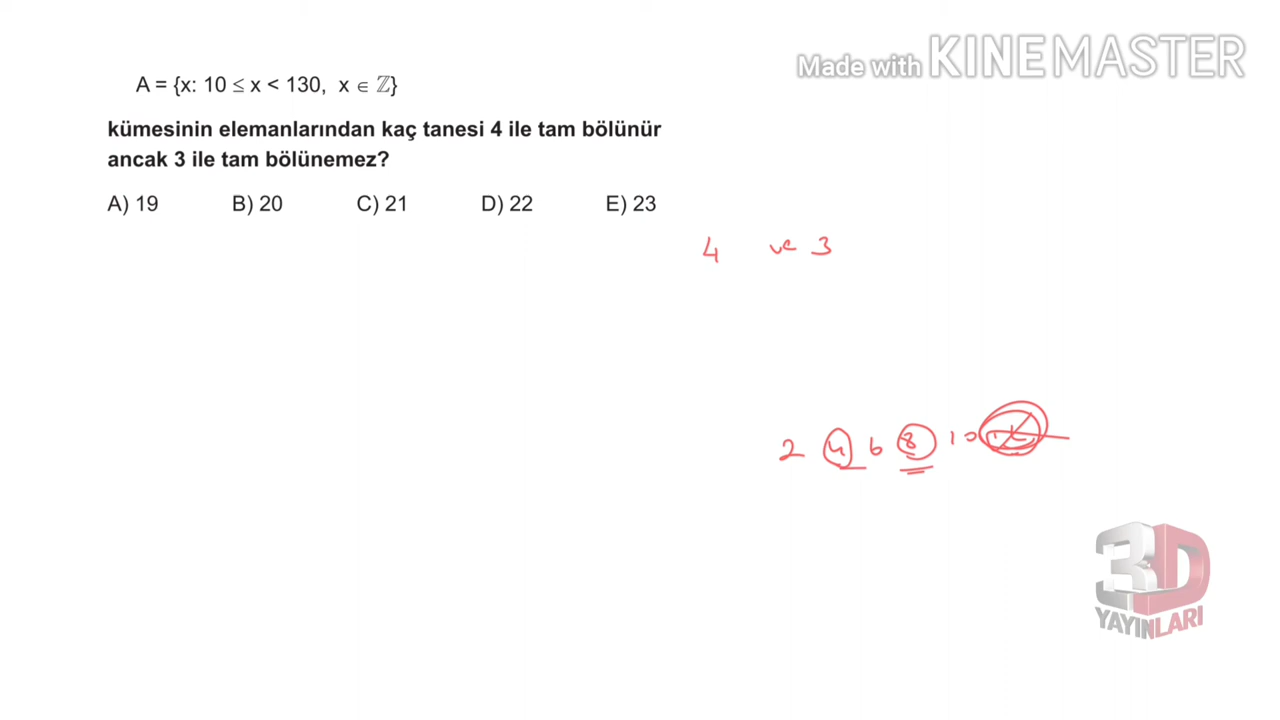 Made with KINEMASTER
A = {x: 10 ≤ x < 130, x ∈ ℤ}
kümesinin elemanlarından kaç tanesi 4 ile tam bölünür
ancak 3 ile tam bölünemez?
A) 19 B) 20 C) 21 D) 22 E) 23
4 ve 3
2 4 6 8 10
3D
YAYINLARI